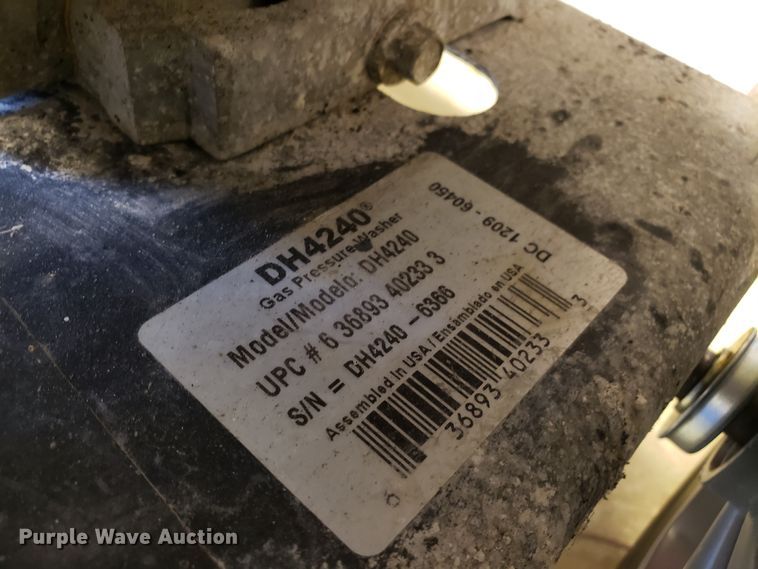 DH4240®
Gas Pressure Washer
Model/Modelo: DH4240
UPC # 6 36893 40233 3
S/N = DH4240 - 6366
Assembled in USA / Ensamblado en USA
DC 1209 - 60450
6 36893 40233 3
Purple Wave Auction